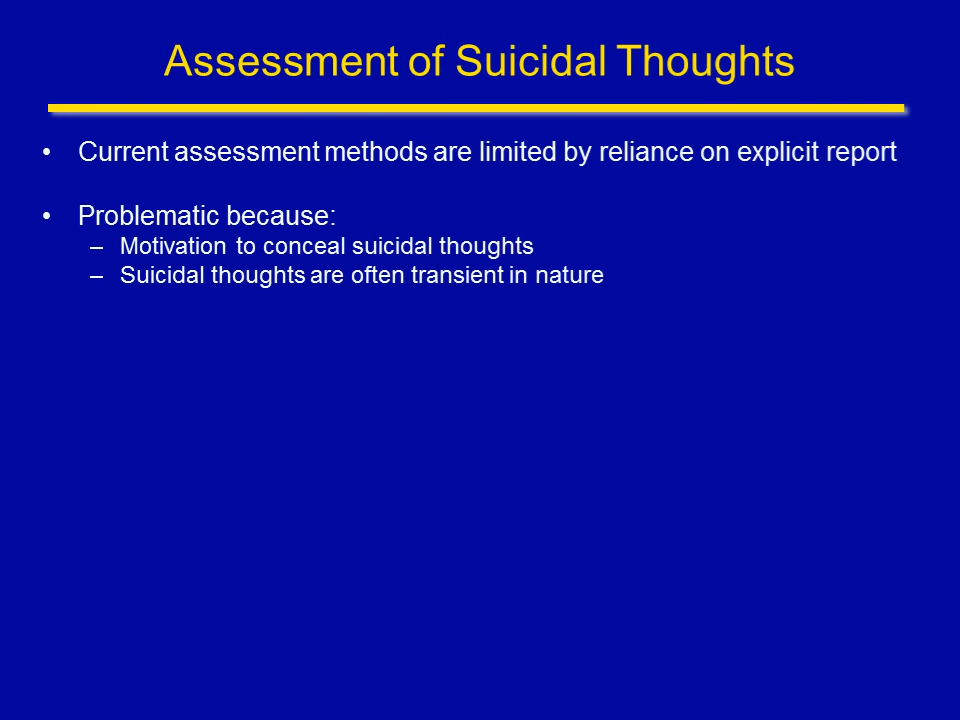 Assessment of Suicidal Thoughts
• Current assessment methods are limited by reliance on explicit report
• Problematic because:
– Motivation to conceal suicidal thoughts
– Suicidal thoughts are often transient in nature